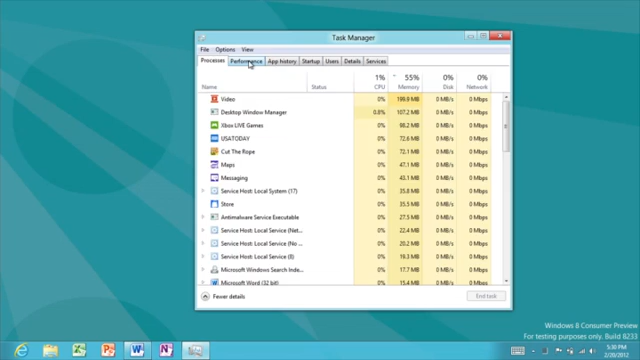 Task Manager
File Options View
Processes Performance App history Startup Users Details Services
1% 55% 0% 0%
Name Status CPU Memory Disk Network
Video 0% 199.9 MB 0 MB/s 0 Mbps
Desktop Window Manager 0.8% 107.2 MB 0 MB/s 0 Mbps
Xbox LIVE Games 0% 98.2 MB 0 MB/s 0 Mbps
USATODAY 0% 72.6 MB 0 MB/s 0 Mbps
Cut The Rope 0% 72.1 MB 0 MB/s 0 Mbps
Maps 0% 47.1 MB 0 MB/s 0 Mbps
Messaging 0% 43.1 MB 0 MB/s 0 Mbps
Service Host: Local System (17) 0% 35.8 MB 0 MB/s 0 Mbps
Store 0% 35.5 MB 0 MB/s 0 Mbps
Antimalware Service Executable 0% 27.5 MB 0 MB/s 0 Mbps
Service Host: Local Service (Net... 0% 22.4 MB 0 MB/s 0 Mbps
Service Host: Local Service (No ... 0% 20.2 MB 0 MB/s 0 Mbps
Service Host: Local Service (8) 0% 19.3 MB 0 MB/s 0 Mbps
Microsoft Windows Search Inde... 0% 17.7 MB 0 MB/s 0 Mbps
Microsoft Word (32 bit) 0% 15.4 MB 0 MB/s 0 Mbps
Fewer details End task
Windows 8 Consumer Preview
For testing purposes only. Build 8233
5:30 PM